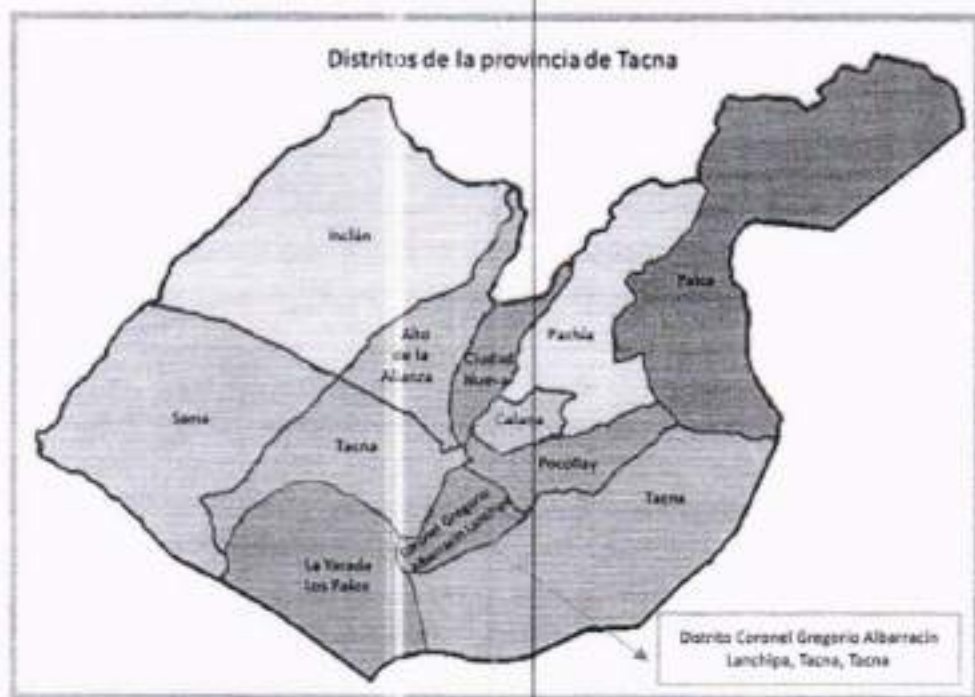 Distritos de la provincia de Tacna
Inclán
Palca
Alto
de la
Alianza
Ciudad
Nueva
Pachía
Sama
Tacna
Calana
Pocollay
Tacna
Coronel Gregorio
Albarracín Lanchipa
La Yarada
Los Palos
Distrito Coronel Gregorio Albarracín
Lanchipa, Tacna, Tacna